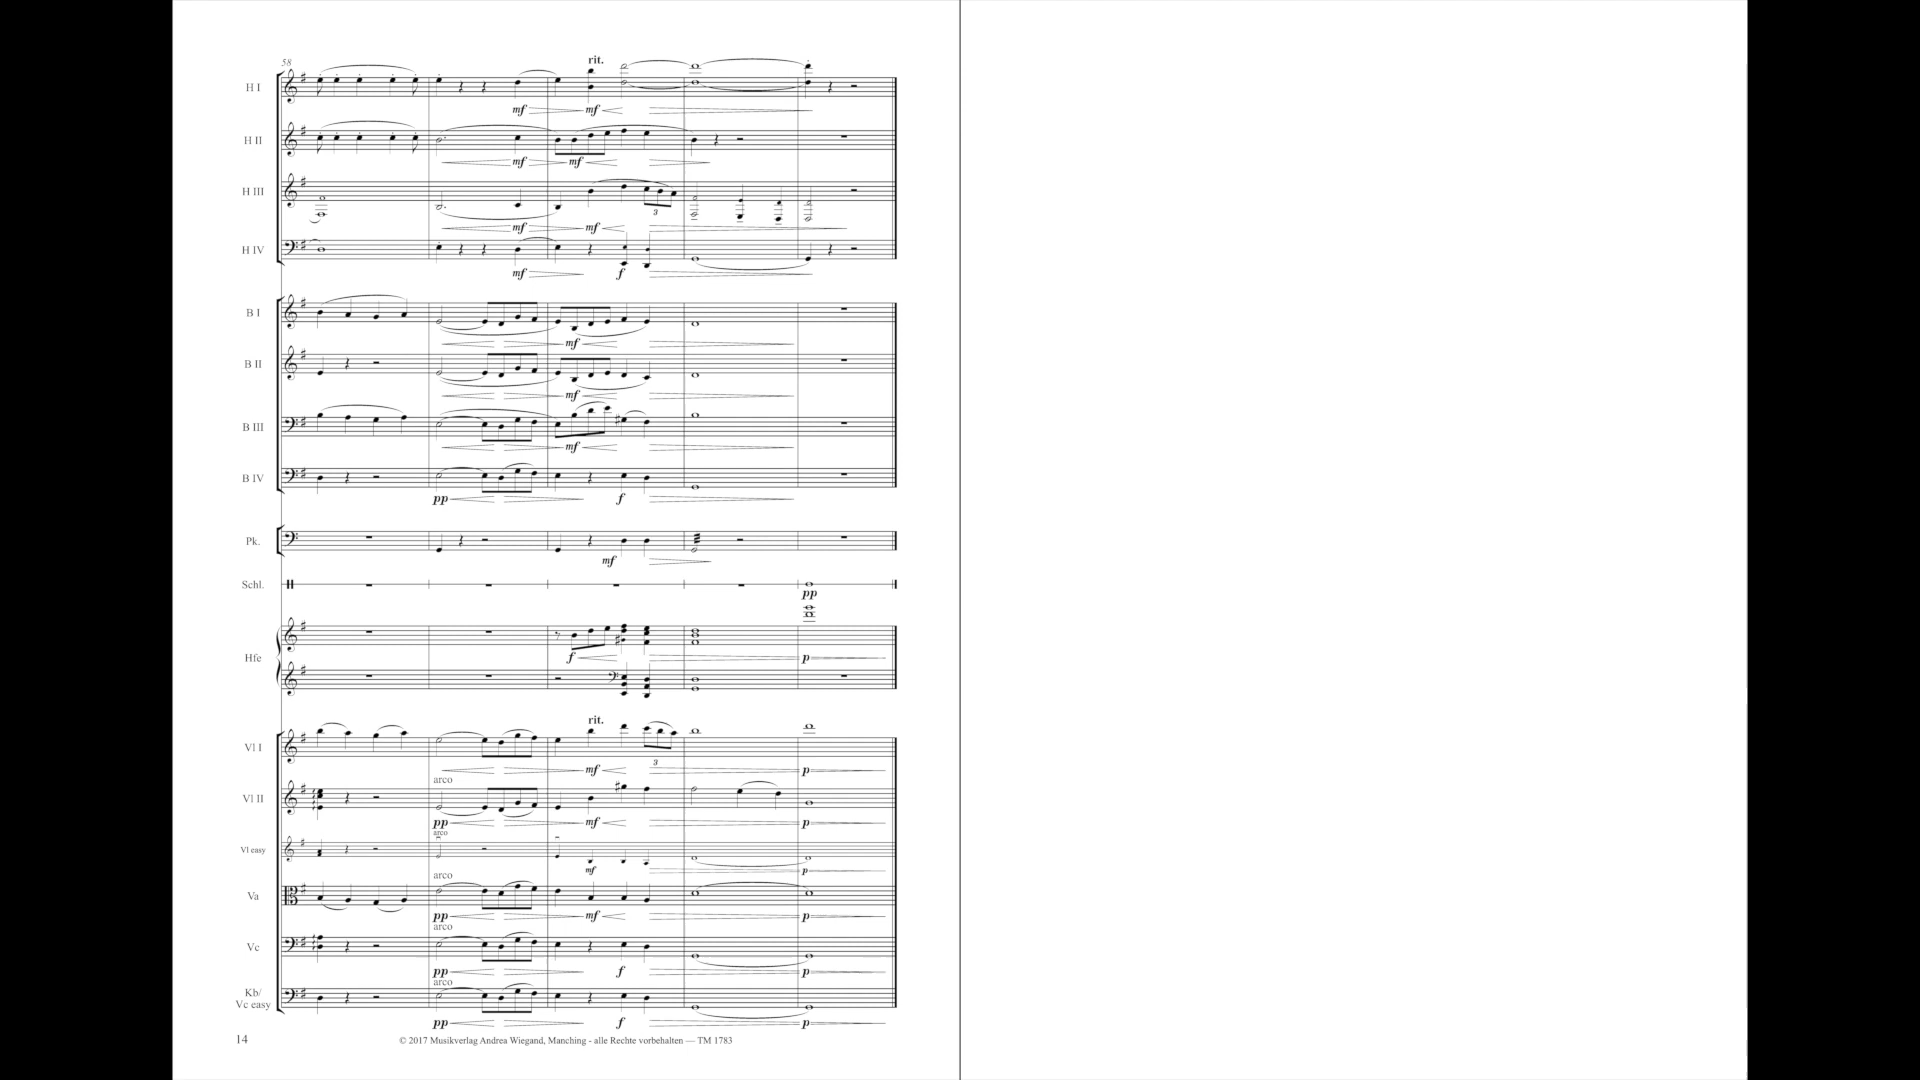 58
rit.
H I
mf mf
H II
mf mf
H III
3
mf mf
H IV
mf f
B I
mf
B II
mf
B III
mf
B IV
pp f
Pk.
mf
Schl.
pp
Hfe
f p
rit.
Vl I
3
mf p
arco
Vl II
pp mf p
arco
Vl easy
mf p
arco
Va
pp mf p
arco
Vc
pp f p
arco
Kb/
Vc easy
pp f p
14
© 2017 Musikverlag Andrea Wiegand, Manching - alle Rechte vorbehalten — TM 1783